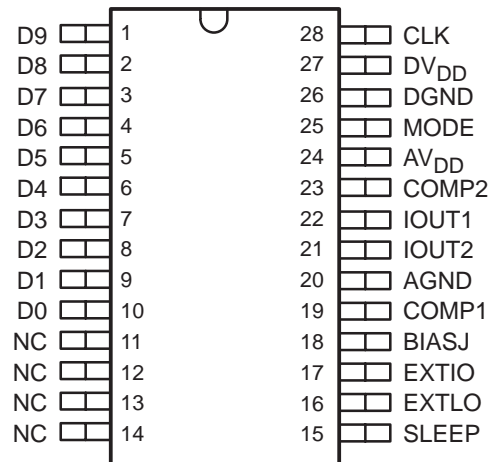 D9 1 28 CLK
D8 2 27 DVDD
D7 3 26 DGND
D6 4 25 MODE
D5 5 24 AVDD
D4 6 23 COMP2
D3 7 22 IOUT1
D2 8 21 IOUT2
D1 9 20 AGND
D0 10 19 COMP1
NC 11 18 BIASJ
NC 12 17 EXTIO
NC 13 16 EXTLO
NC 14 15 SLEEP